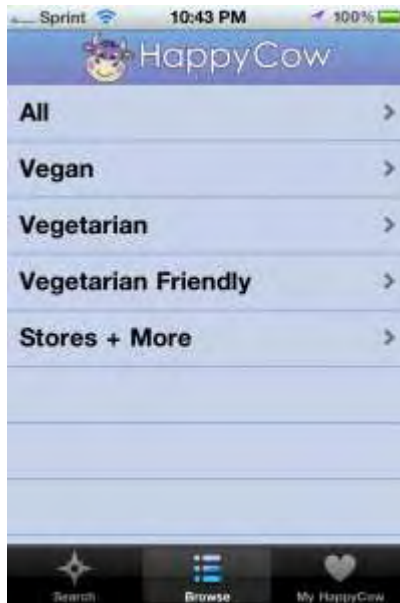 Sprint 10:43 PM 100%
HappyCow
All
Vegan
Vegetarian
Vegetarian Friendly
Stores + More
Search Browse My HappyCow